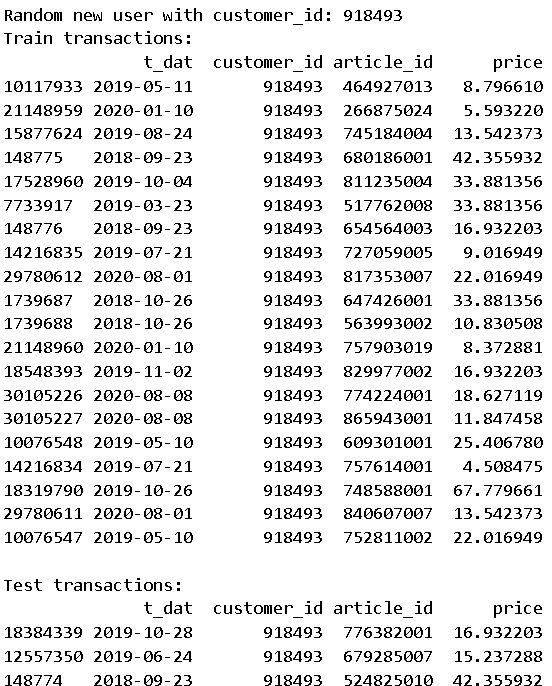 Random new user with customer_id: 918493
Train transactions:
t_dat customer_id article_id price
10117933 2019-05-11 918493 464927013 8.796610
21148959 2020-01-10 918493 266875024 5.593220
15877624 2019-08-24 918493 745184004 13.542373
148775 2018-09-23 918493 680186001 42.355932
17528960 2019-10-04 918493 811235004 33.881356
7733917 2019-03-23 918493 517762008 33.881356
148776 2018-09-23 918493 654564003 16.932203
14216835 2019-07-21 918493 727059005 9.016949
29780612 2020-08-01 918493 817353007 22.016949
1739687 2018-10-26 918493 647426001 33.881356
1739688 2018-10-26 918493 563993002 10.830508
21148960 2020-01-10 918493 757903019 8.372881
18548393 2019-11-02 918493 829977002 16.932203
30105226 2020-08-08 918493 774224001 18.627119
30105227 2020-08-08 918493 865943001 11.847458
10076548 2019-05-10 918493 609301001 25.406780
14216834 2019-07-21 918493 757614001 4.508475
18319790 2019-10-26 918493 748588001 67.779661
29780611 2020-08-01 918493 840607007 13.542373
10076547 2019-05-10 918493 752811002 22.016949
Test transactions:
t_dat customer_id article_id price
18384339 2019-10-28 918493 776382001 16.932203
12557350 2019-06-24 918493 679285007 15.237288
148774 2018-09-23 918493 524825010 42.355932